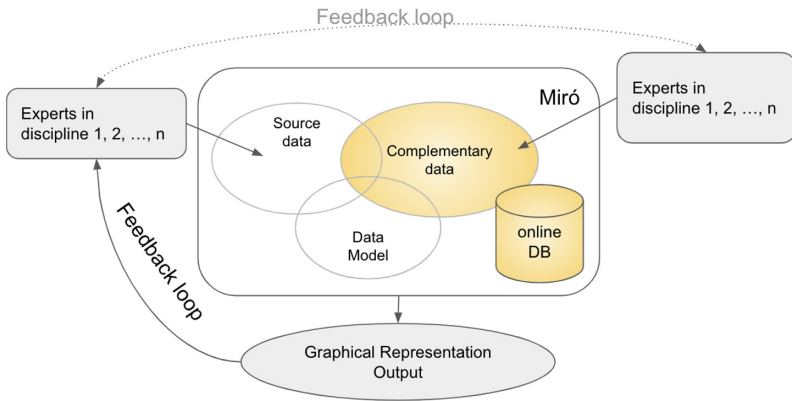 Feedback loop
Experts in
discipline 1, 2, ..., n
Miró
Experts in
discipline 1, 2, ..., n
Source
data
Complementary
data
Data
Model
online
DB
Feedback loop
Graphical Representation
Output